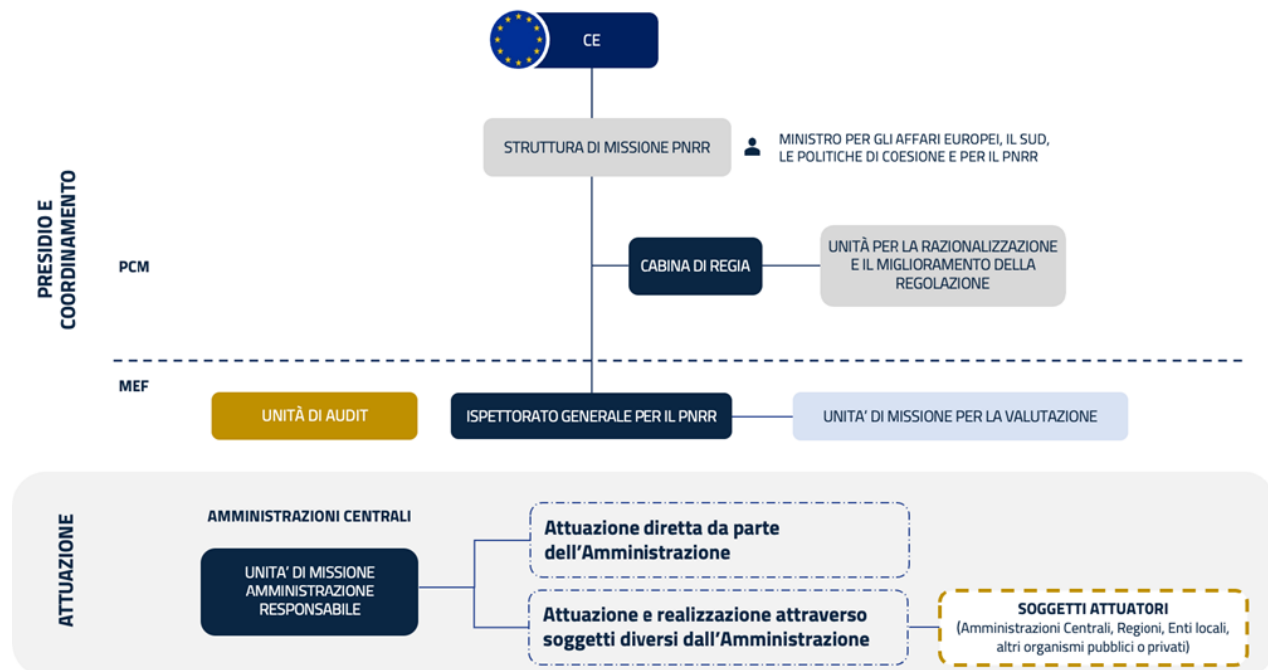 CE
STRUTTURA DI MISSIONE PNRR
MINISTRO PER GLI AFFARI EUROPEI, IL SUD,
LE POLITICHE DI COESIONE E PER IL PNRR
PRESIDIO E
COORDINAMENTO
PCM
CABINA DI REGIA
UNITÀ PER LA RAZIONALIZZAZIONE
E IL MIGLIORAMENTO DELLA
REGOLAZIONE
MEF
UNITÀ DI AUDIT
ISPETTORATO GENERALE PER IL PNRR
UNITA' DI MISSIONE PER LA VALUTAZIONE
ATTUAZIONE
AMMINISTRAZIONI CENTRALI
UNITA' DI MISSIONE
AMMINISTRAZIONE
RESPONSABILE
Attuazione diretta da parte
dell'Amministrazione
Attuazione e realizzazione attraverso
soggetti diversi dall'Amministrazione
SOGGETTI ATTUATORI
(Amministrazioni Centrali, Regioni, Enti locali,
altri organismi pubblici o privati)